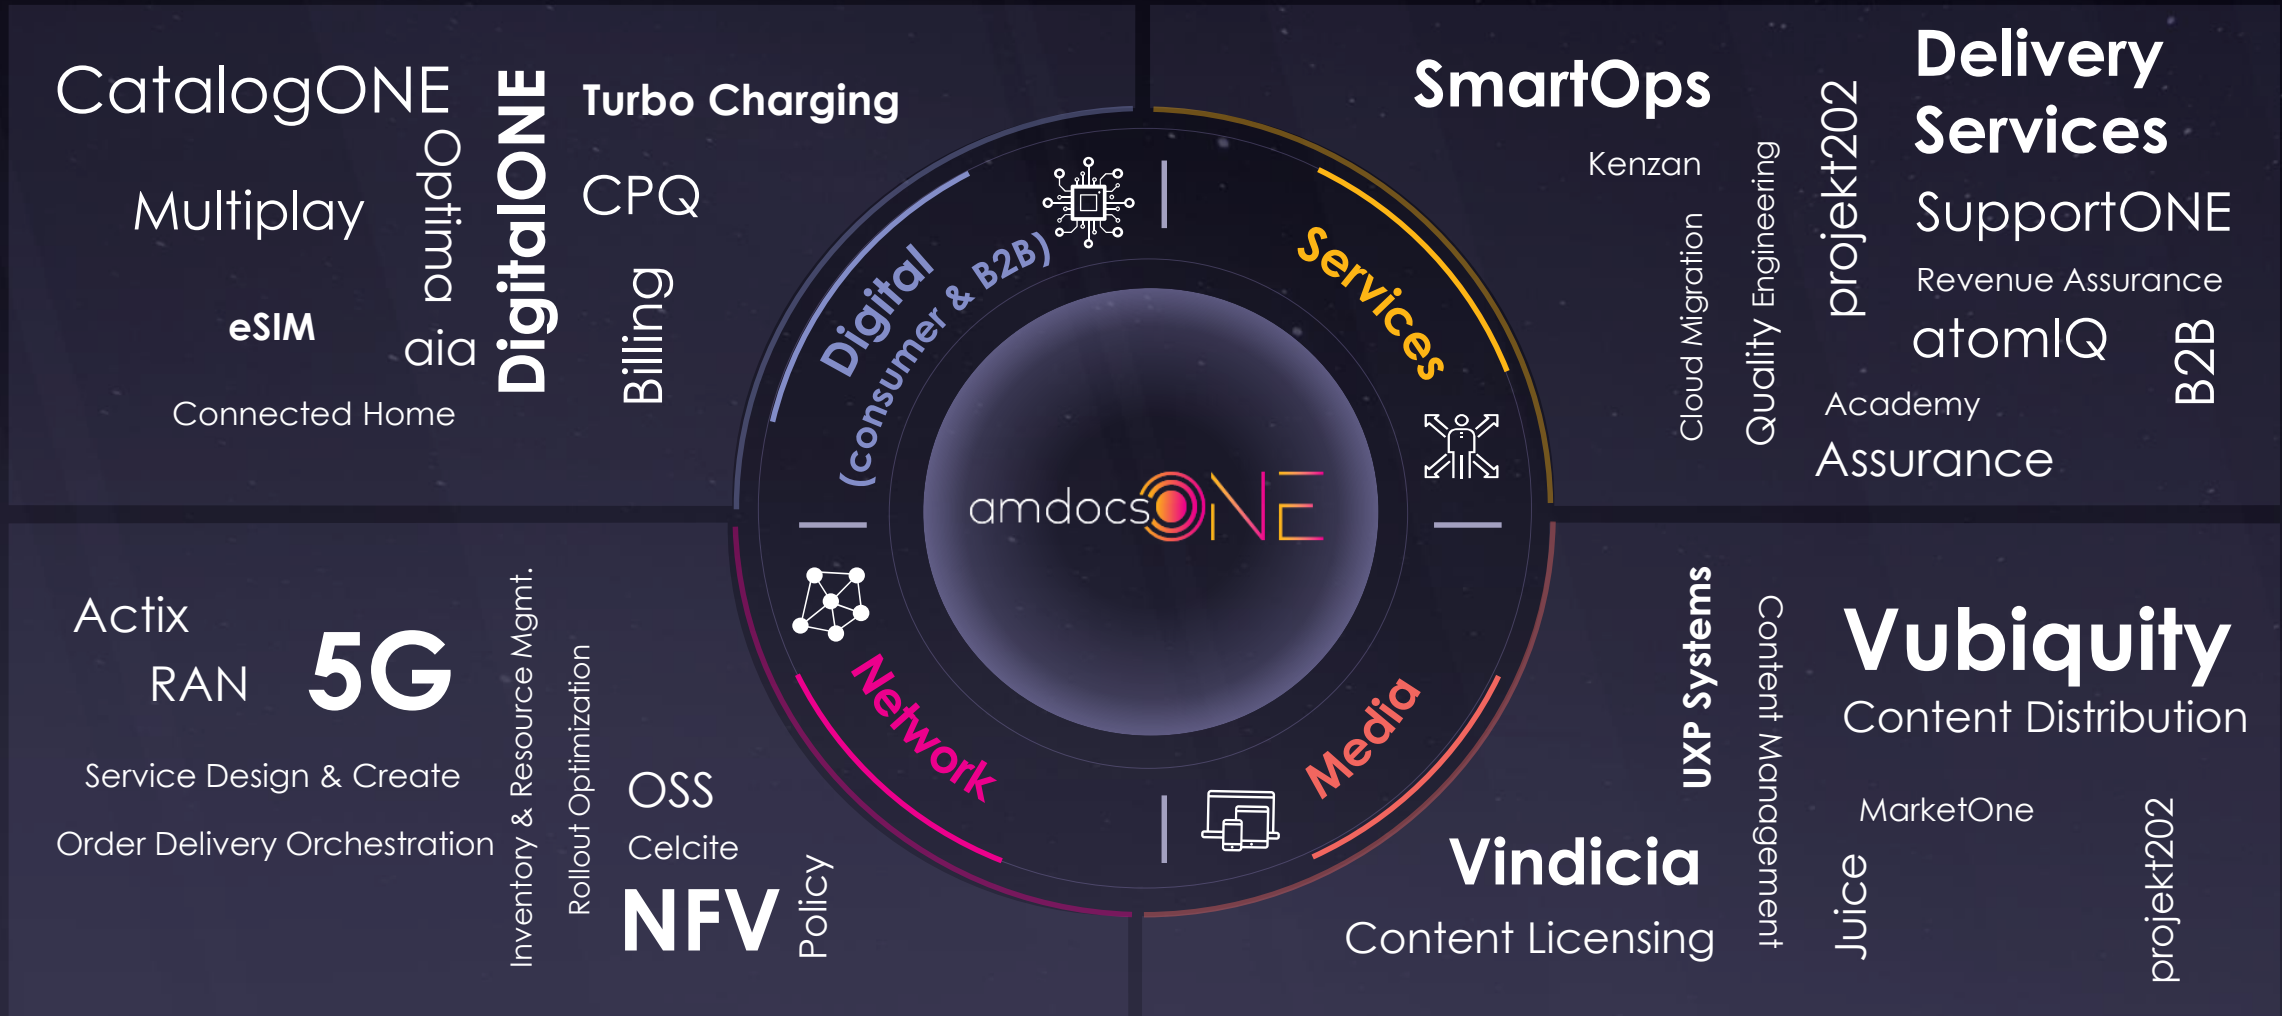 CatalogONE
Optima
DigitalONE
Turbo Charging
Multiplay
CPQ
eSIM
aia
Billing
Connected Home
Digital
(consumer & B2B)
SmartOps
Kenzan
Cloud Migration
Quality Engineering
projekt202
Delivery
Services
SupportONE
Revenue Assurance
atomIQ
B2B
Academy
Assurance
Services
amdocsONE
Actix
RAN
5G
Service Design & Create
Order Delivery Orchestration
Inventory & Resource Mgmt.
Rollout Optimization
OSS
Celcite
NFV
Policy
Network
Media
UXP Systems
Content Management
Vubiquity
Content Distribution
MarketOne
Vindicia
Content Licensing
Juice
projekt202